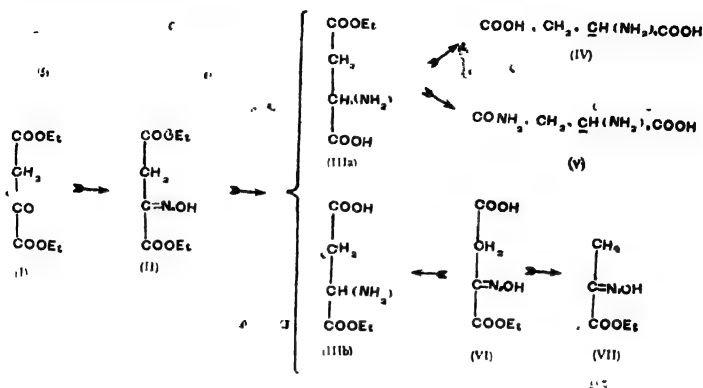 COOEt
CH₂
CH(NH₂)
COOH
(IIIa)
COOH . CH₂ . CH(NH₂) . COOH
(IV)
CONH₂ . CH₂ . CH(NH₂) . COOH
(V)
COOEt
CH₂
CO
COOEt
(I)
COOEt
CH₂
C=N.OH
COOEt
(II)
COOH
CH₂
CH(NH₂)
COOEt
(IIIb)
COOH
CH₂
C=N.OH
COOEt
(VI)
C=N.OH
COOEt
(VII)